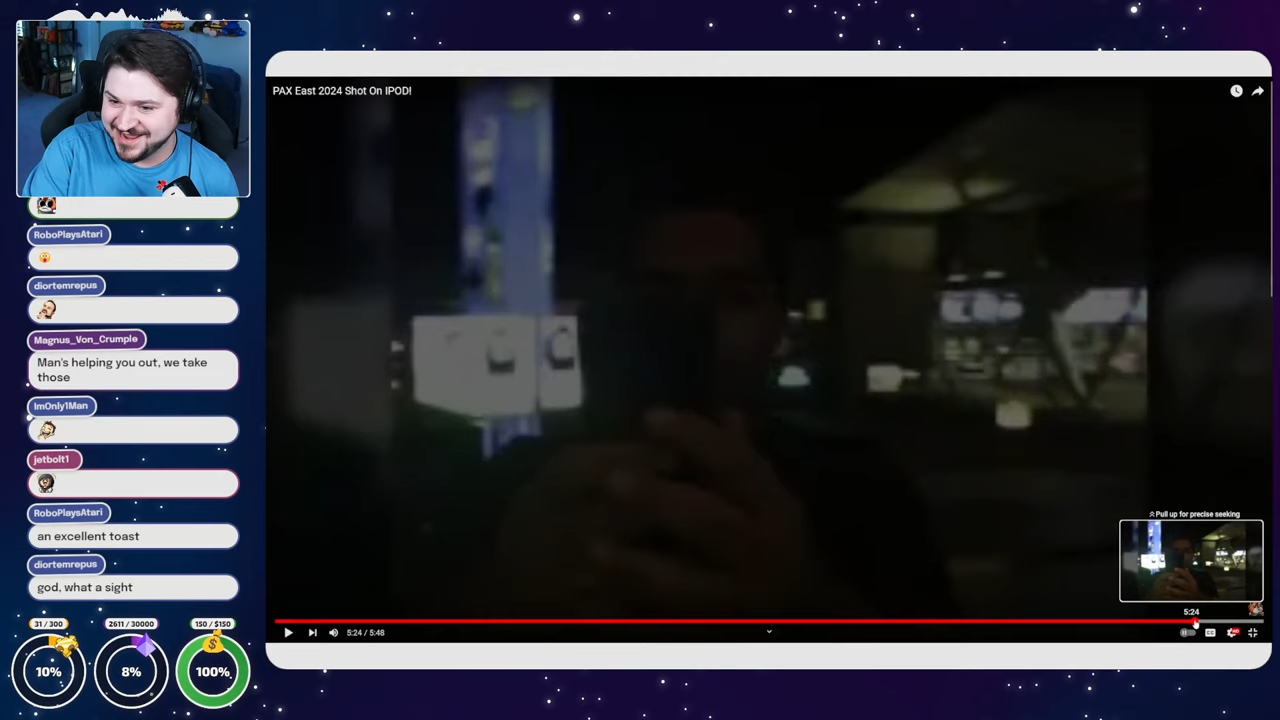 PAX East 2024 Shot On IPOD!
RoboPlaysAtari
diortemrepus
Magnus_Von_Crumple
Man's helping you out, we take
those
ImOnly1Man
jetbolt1
RoboPlaysAtari
an excellent toast
diortemrepus
god, what a sight
31 / 300
2611 / 30000
150 / $150
10%
8%
100%
Pull up for precise seeking
5:24
5:24 / 5:48
CC
HD